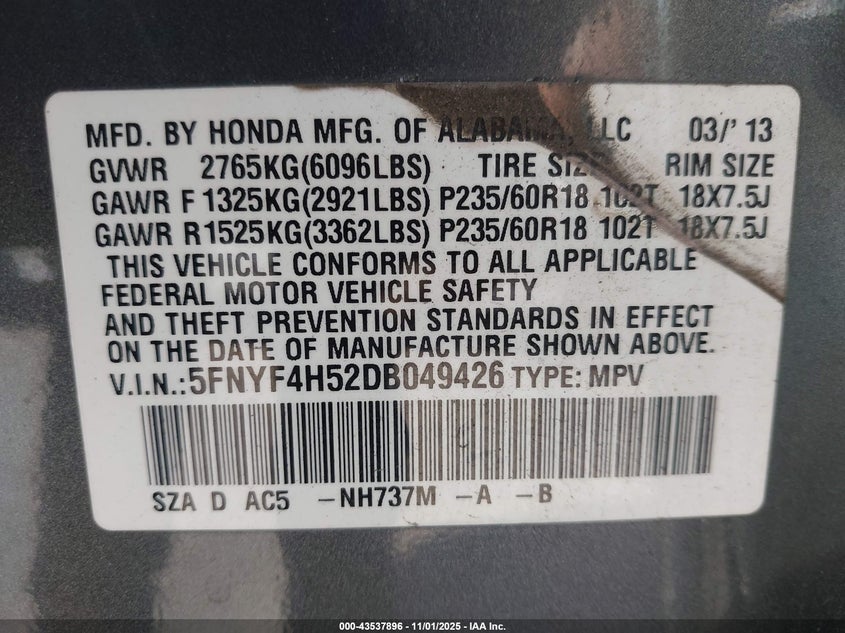 MFD. BY HONDA MFG. OF ALABAMA, LLC 03/'13
GVWR 2765KG(6096LBS) TIRE SIZE RIM SIZE
GAWR F 1325KG(2921LBS) P235/60R18 102T 18X7.5J
GAWR R1525KG(3362LBS) P235/60R18 102T 18X7.5J
THIS VEHICLE CONFORMS TO ALL APPLICABLE
FEDERAL MOTOR VEHICLE SAFETY
AND THEFT PREVENTION STANDARDS IN EFFECT
ON THE DATE OF MANUFACTURE SHOWN ABOVE.
V.I.N.:5FNYF4H52DB049426 TYPE: MPV
SZA D AC5 -NH737M -A -B
000-43537896 - 11/01/2025 - IAA Inc.